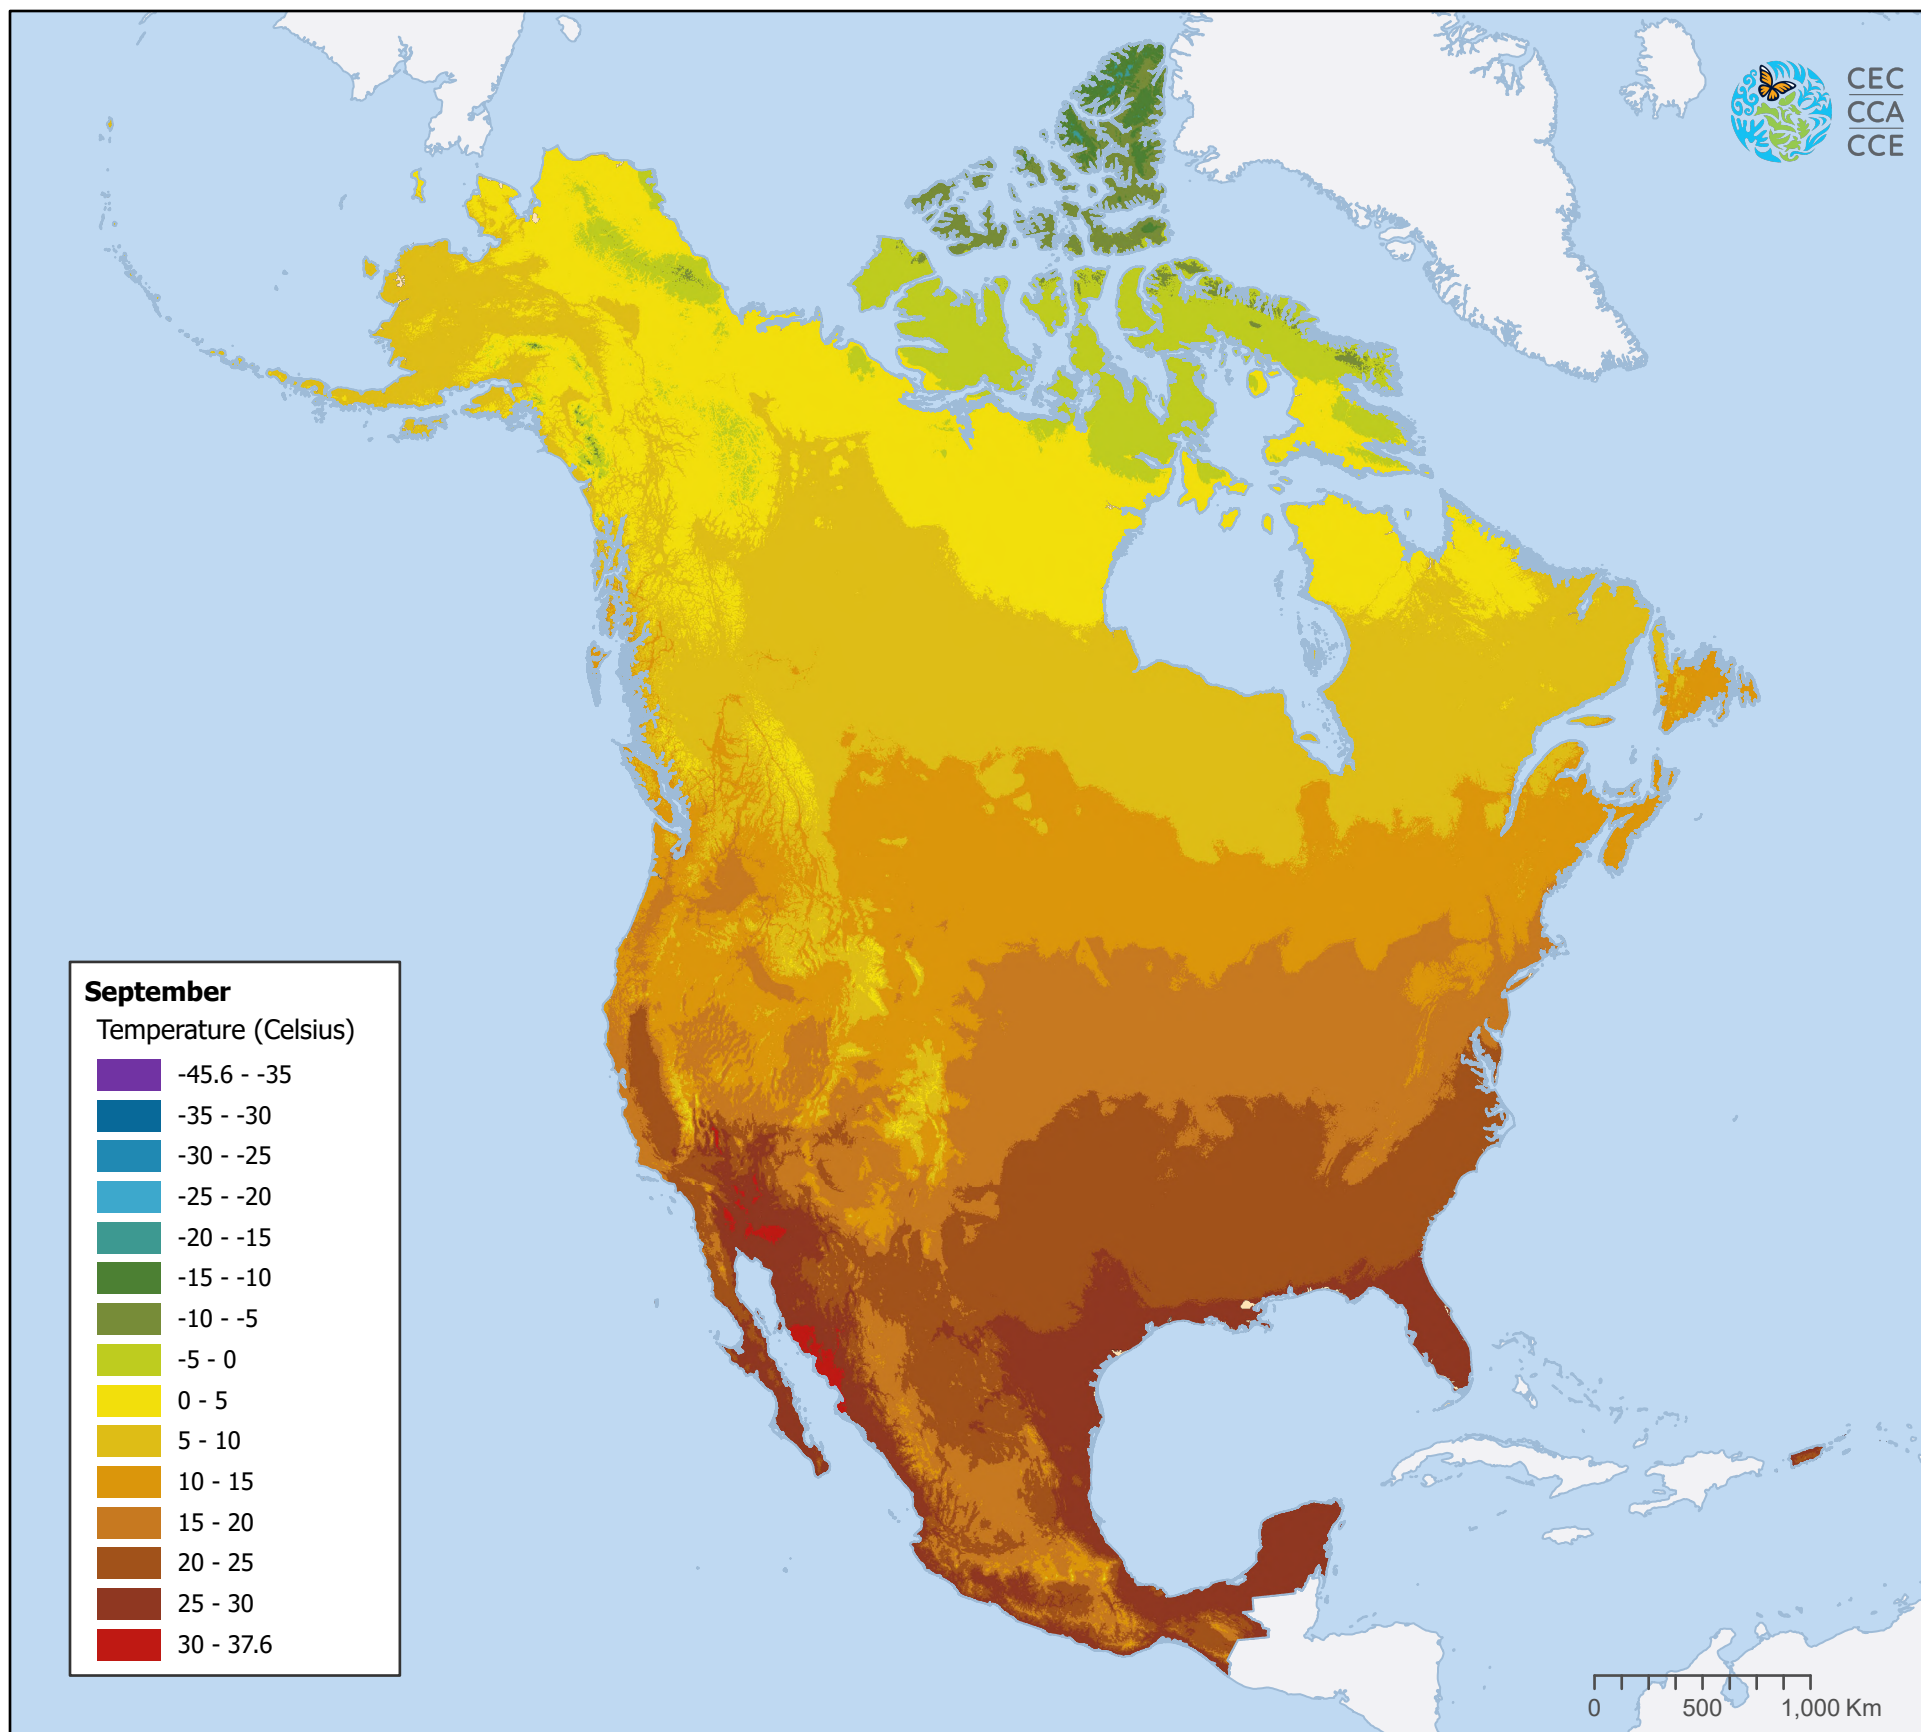 CEC
CCA
CCE
September
Temperature (Celsius)
-45.6 - -35
-35 - -30
-30 - -25
-25 - -20
-20 - -15
-15 - -10
-10 - -5
-5 - 0
0 - 5
5 - 10
10 - 15
15 - 20
20 - 25
25 - 30
30 - 37.6
0 500 1,000 Km